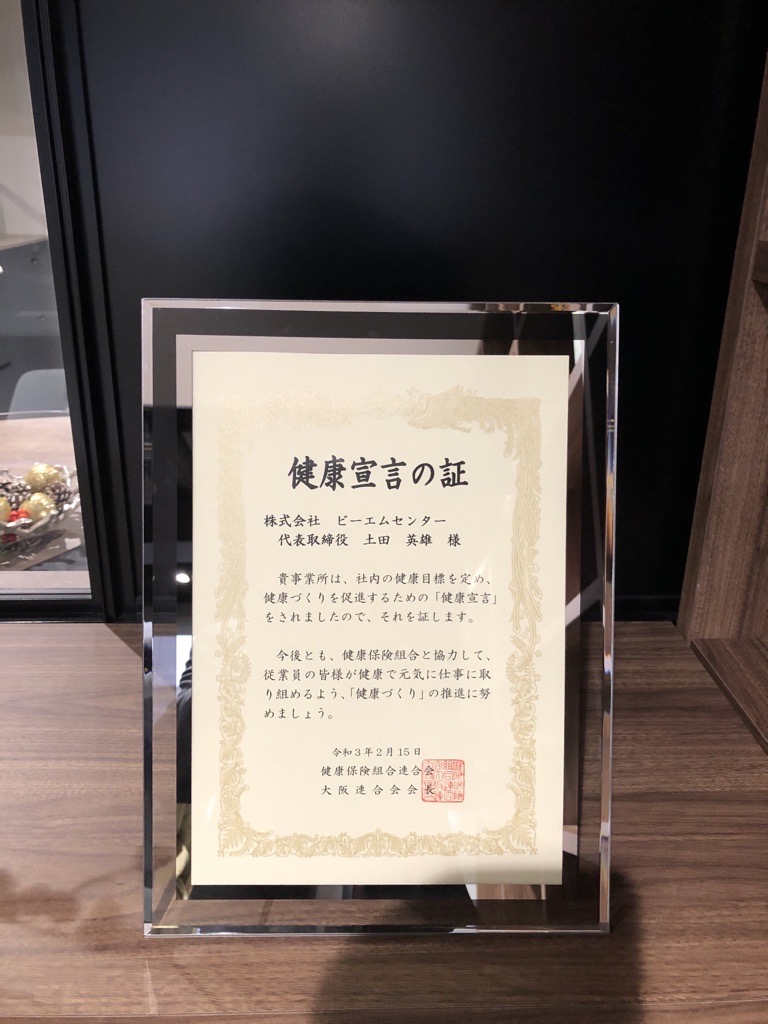 健康宣言の証
株式会社 ビーエムセンター
代表取締役 土田 英雄 様
貴事業所は、社内の健康目標を定め、
健康づくりを促進するための「健康宣言」
をされましたので、それを証します。
今後とも、健康保険組合と協力して、
従業員の皆様が健康で元気に仕事に取
り組めるよう、「健康づくり」の推進に努
めましょう。
令和3年2月15日
健康保険組合連合会
大阪連合会会長